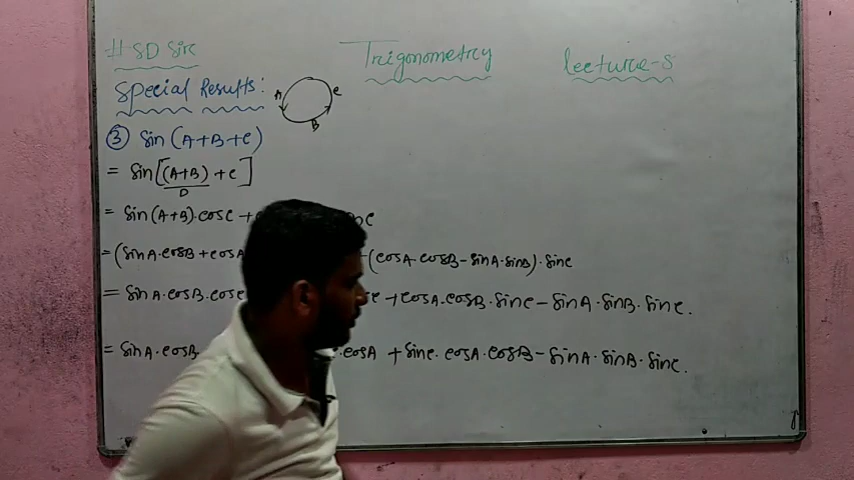 # SD Sir Trigonometry lecture-5
Special Results:
A B C
③ Sin (A+B+C)
= Sin[(A+B) + C]
D
= Sin(A+B)·cosC +
= (SinA·cosB + cosA -(cosA·cosB - SinA·SinB)·SinC
= SinA·cosB·cosC + cosA·cosB·SinC - SinA·SinB·SinC.
= SinA·cosB ·cosA + SinC·cosA·cosB - SinA·SinB·SinC.